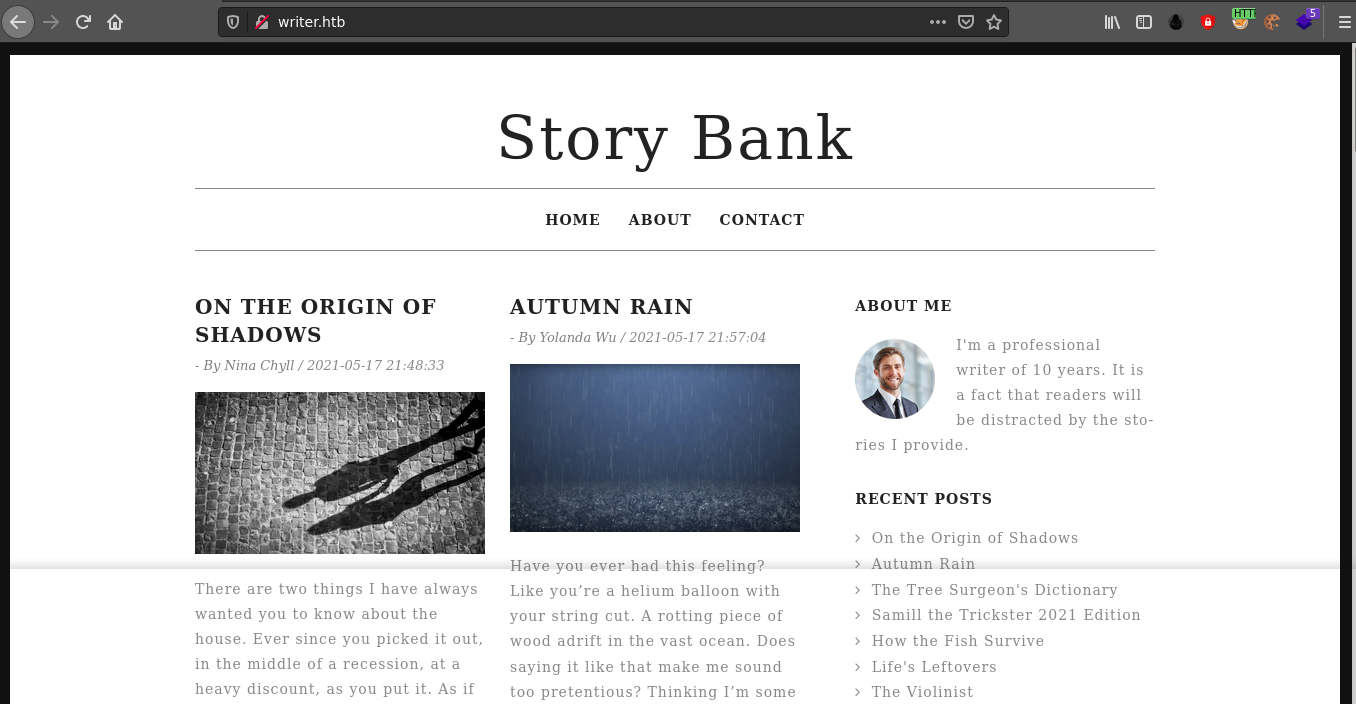 writer.htb
HTTP
5
Story Bank
HOME ABOUT CONTACT
ON THE ORIGIN OF
SHADOWS
- By Nina Chyll / 2021-05-17 21:48:33
There are two things I have always
wanted you to know about the
house. Ever since you picked it out,
in the middle of a recession, at a
heavy discount, as you put it. As if
AUTUMN RAIN
- By Yolanda Wu / 2021-05-17 21:57:04
Have you ever had this feeling?
Like you’re a helium balloon with
your string cut. A rotting piece of
wood adrift in the vast ocean. Does
saying it like that make me sound
too pretentious? Thinking I’m some
ABOUT ME
I'm a professional
writer of 10 years. It is
a fact that readers will
be distracted by the sto-
ries I provide.
RECENT POSTS
On the Origin of Shadows
Autumn Rain
The Tree Surgeon's Dictionary
Samill the Trickster 2021 Edition
How the Fish Survive
Life's Leftovers
The Violinist